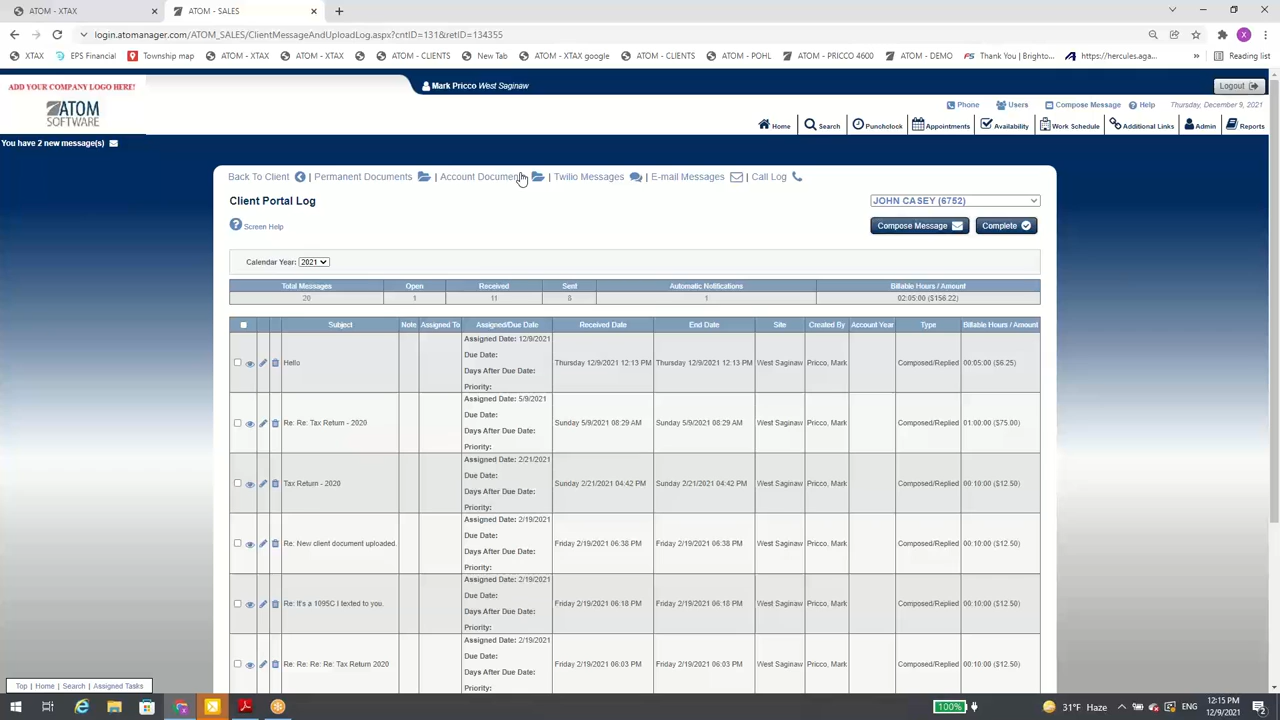 ATOM - XTAX × ATOM - SALES × +
login.atomanager.com/ATOM_SALES/ClientMessageAndUploadLog.aspx?cntID=131&retID=134355 X
XTAX EPS Financial Township map ATOM - XTAX ATOM - CLIENTS New Tab ATOM - XTAX google ATOM - CLIENTS ATOM - POHL ATOM - PRICCO 4600 ATOM - DEMO Thank You | Brighto... https://hercules.aga... » Reading list
ADD YOUR COMPANY LOGO HERE!
ATOM
SOFTWARE
Mark Pricco West Saginaw
Logout
Phone Users Compose Message Help Thursday, December 9, 2021
Home Search Punchclock Appointments Availability Work Schedule Additional Links Admin Reports
You have 2 new message(s)
Back To Client | Permanent Documents | Account Document | Twilio Messages | E-mail Messages | Call Log
Client Portal Log
JOHN CASEY (6752)
Screen Help
Compose Message Complete
Calendar Year: 2021
Total Messages Open Received Sent Automatic Notifications Billable Hours / Amount
20 1 11 8 1 02:05:00 ($156.22)
Subject Note Assigned To Assigned/Due Date Received Date End Date Site Created By Account Year Type Billable Hours / Amount
Assigned Date: 12/9/2021
Due Date:
Hello Thursday 12/9/2021 12:13 PM Thursday 12/9/2021 12:13 PM West Saginaw Pricco, Mark Composed/Replied 00:05:00 ($6.25)
Days After Due Date:
Priority:
Assigned Date: 5/9/2021
Due Date:
Re: Re: Tax Return - 2020 Sunday 5/9/2021 08:29 AM Sunday 5/9/2021 08:29 AM West Saginaw Pricco, Mark Composed/Replied 01:00:00 ($75.00)
Days After Due Date:
Priority:
Assigned Date: 2/21/2021
Due Date:
Tax Return - 2020 Sunday 2/21/2021 04:42 PM Sunday 2/21/2021 04:42 PM West Saginaw Pricco, Mark Composed/Replied 00:10:00 ($12.50)
Days After Due Date:
Priority:
Assigned Date: 2/19/2021
Due Date:
Re: New client document uploaded. Friday 2/19/2021 06:38 PM Friday 2/19/2021 06:38 PM West Saginaw Pricco, Mark Composed/Replied 00:10:00 ($12.50)
Days After Due Date:
Priority:
Assigned Date: 2/19/2021
Due Date:
Re: It's a 1095C I texted to you. Friday 2/19/2021 06:18 PM Friday 2/19/2021 06:18 PM West Saginaw Pricco, Mark Composed/Replied 00:10:00 ($12.50)
Days After Due Date:
Priority:
Assigned Date: 2/19/2021
Due Date:
Re: Re: Re: Re: Tax Return 2020 Friday 2/19/2021 06:03 PM Friday 2/19/2021 06:03 PM West Saginaw Pricco, Mark Composed/Replied 00:10:00 ($12.50)
Days After Due Date:
Priority:
Top | Home | Search | Assigned Tasks
100% 31°F Haze 12:15 PM
12/9/2021 2